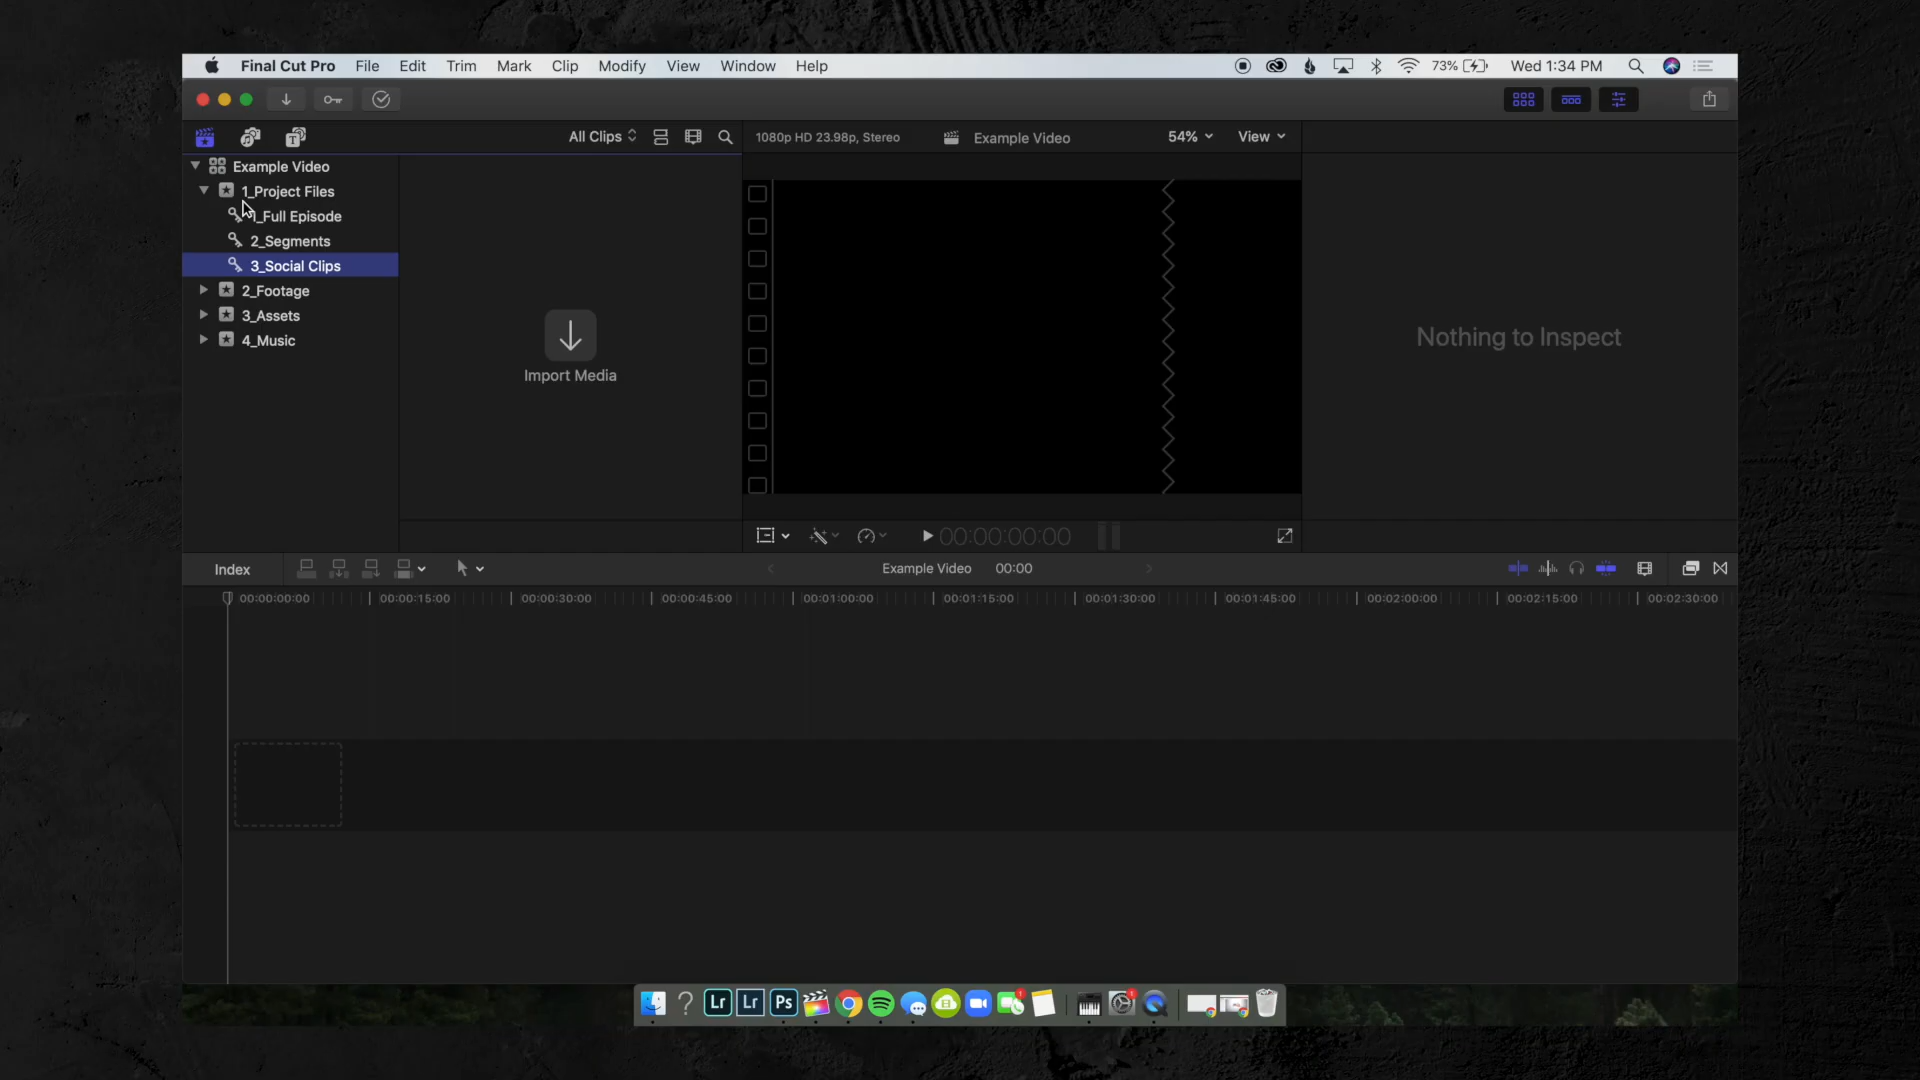 Final Cut Pro File Edit Trim Mark Clip Modify View Window Help 73% Wed 1:34 PM
All Clips 1080p HD 23.98p, Stereo Example Video 54% View
Example Video
1_Project Files
1_Full Episode
2_Segments
3_Social Clips
2_Footage
3_Assets
4_Music
Import Media
Nothing to Inspect
00:00:00:00
Index Example Video 00:00
00:00:00:00 00:00:15:00 00:00:30:00 00:00:45:00 00:01:00:00 00:01:15:00 00:01:30:00 00:01:45:00 00:02:00:00 00:02:15:00 00:02:30:00
Lr Lr Ps